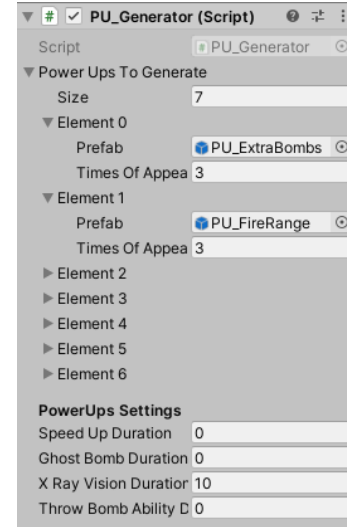 PU_Generator (Script)
Script PU_Generator
Power Ups To Generate
Size 7
Element 0
Prefab PU_ExtraBombs
Times Of Appea 3
Element 1
Prefab PU_FireRange
Times Of Appea 3
Element 2
Element 3
Element 4
Element 5
Element 6
PowerUps Settings
Speed Up Duration 0
Ghost Bomb Duration 0
X Ray Vision Duration 10
Throw Bomb Ability D 0